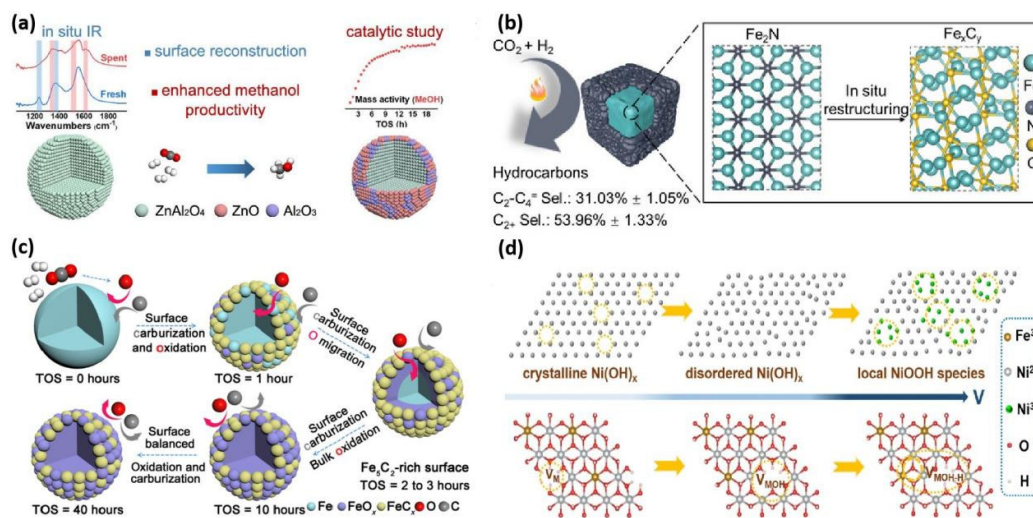 (a)
in situ IR
Spent
Fresh
1200 1400 1600 1800
Wavenumbers (cm⁻¹)
surface reconstruction
enhanced methanol
productivity
catalytic study
Mass activity (MeOH)
3 6 9 12 15 18
TOS (h)
ZnAl₂O₄ ZnO Al₂O₃
(b)
CO₂ + H₂
Hydrocarbons
C₂-C₄⁼ Sel.: 31.03% ± 1.05%
C₂₊ Sel.: 53.96% ± 1.33%
Fe₂N
In situ
restructuring
FeₓCᵧ
(c)
TOS = 0 hours
Surface
carburization
and oxidation
TOS = 1 hour
Surface
carburization
O migration
Fe₅C₂-rich surface
TOS = 2 to 3 hours
Surface
carburization
Bulk oxidation
TOS = 10 hours
Surface
balanced
Oxidation and
carburization
TOS = 40 hours
Fe FeOₓ FeCₓ O C
(d)
crystalline Ni(OH)ₓ
disordered Ni(OH)ₓ
local NiOOH species
V
V_M
V_MOH
V_MOH-H
O
H